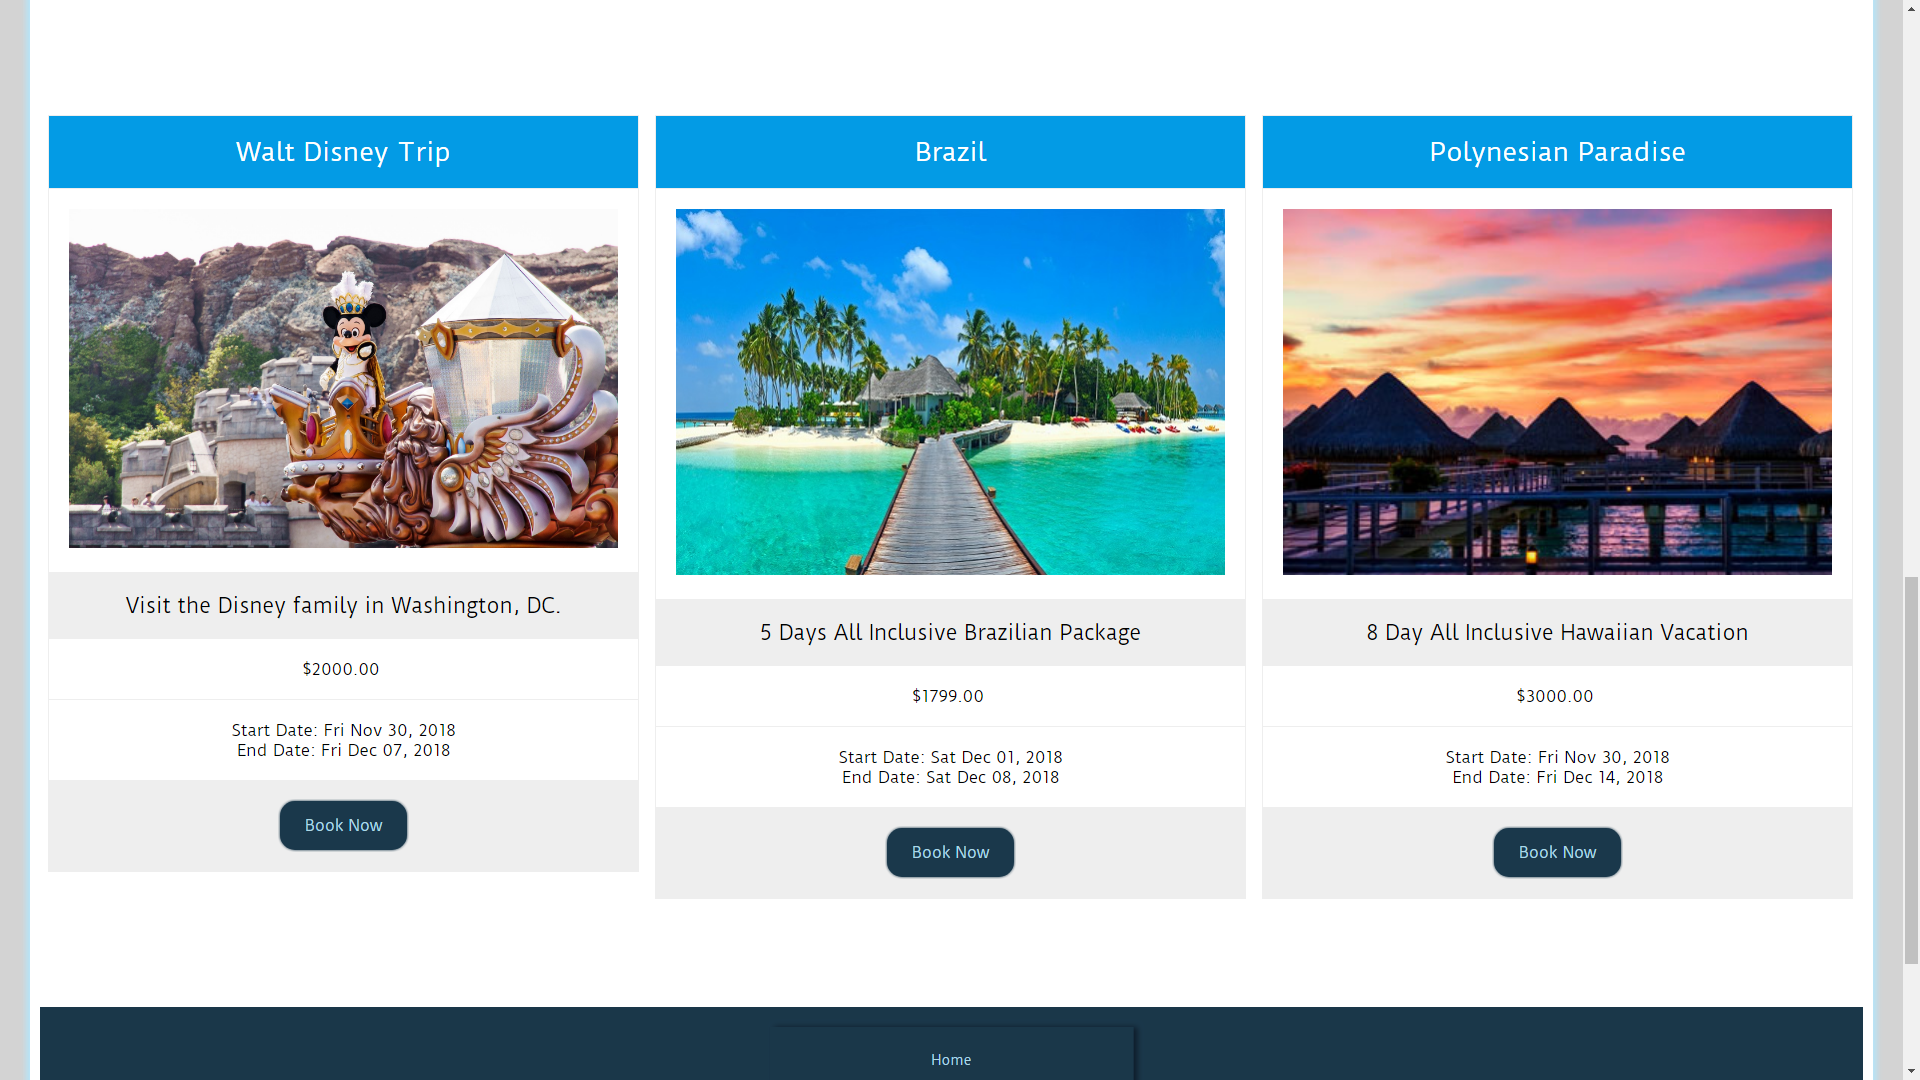 Walt Disney Trip
Visit the Disney family in Washington, DC.
$2000.00
Start Date: Fri Nov 30, 2018
End Date: Fri Dec 07, 2018
Book Now
Brazil
5 Days All Inclusive Brazilian Package
$1799.00
Start Date: Sat Dec 01, 2018
End Date: Sat Dec 08, 2018
Book Now
Polynesian Paradise
8 Day All Inclusive Hawaiian Vacation
$3000.00
Start Date: Fri Nov 30, 2018
End Date: Fri Dec 14, 2018
Book Now
Home